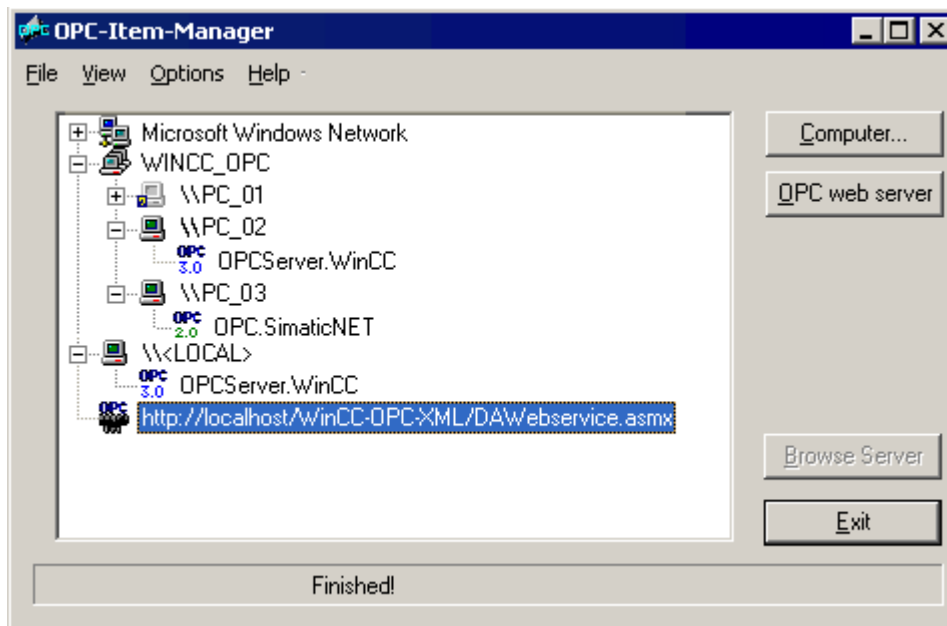 OPC-Item-Manager
File View Options Help
Microsoft Windows Network
WINCC_OPC
\\PC_01
\\PC_02
OPC 3.0 OPCServer.WinCC
\\PC_03
OPC 2.0 OPC.SimaticNET
\\<LOCAL>
OPC 3.0 OPCServer.WinCC
OPC http://localhost/WinCC-OPC-XML/DAWebservice.asmx
Computer...
OPC web server
Browse Server
Exit
Finished!